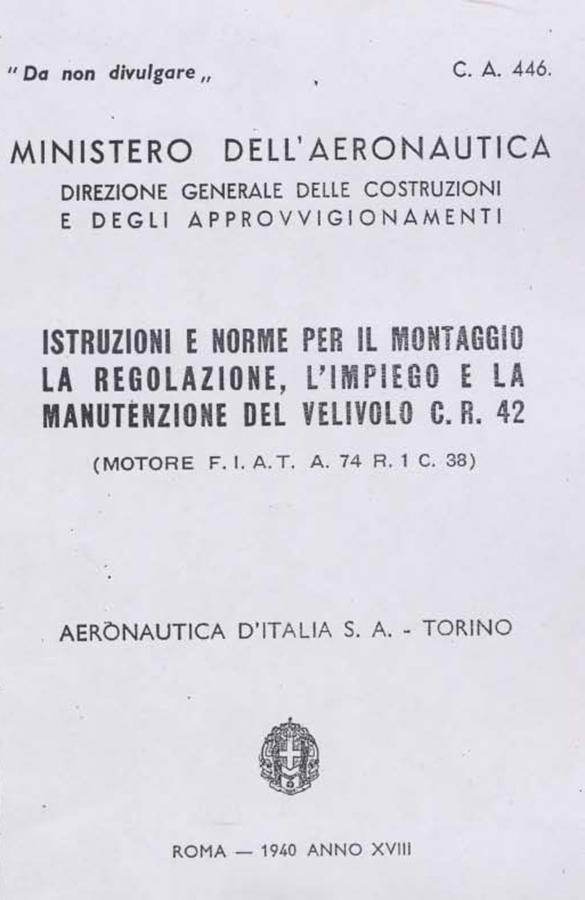 "Da non divulgare„
C. A. 446.
MINISTERO DELL'AERONAUTICA
DIREZIONE GENERALE DELLE COSTRUZIONI
E DEGLI APPROVVIGIONAMENTI
ISTRUZIONI E NORME PER IL MONTAGGIO
LA REGOLAZIONE, L'IMPIEGO E LA
MANUTENZIONE DEL VELIVOLO C. R. 42
(MOTORE F. I. A. T. A. 74 R. 1 C. 38)
AERONAUTICA D'ITALIA S. A. - TORINO
ROMA — 1940 ANNO XVIII